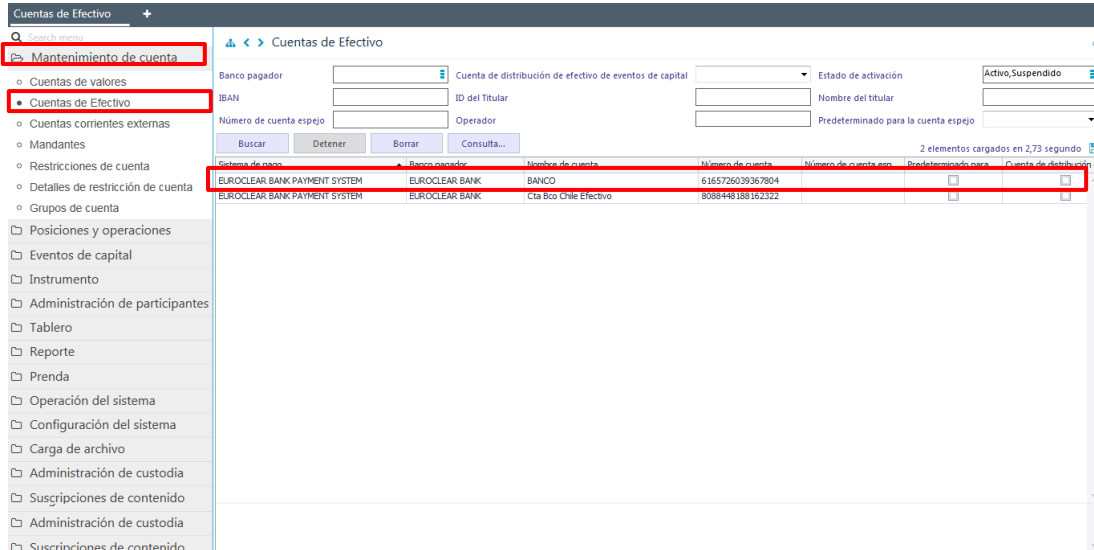 Cuentas de Efectivo +
Search menu
Mantenimiento de cuenta
Cuentas de valores
Cuentas de Efectivo
Cuentas corrientes externas
Mandantes
Restricciones de cuenta
Detalles de restricción de cuenta
Grupos de cuenta
Posiciones y operaciones
Eventos de capital
Instrumento
Administración de participantes
Tablero
Reporte
Prenda
Operación del sistema
Configuración del sistema
Carga de archivo
Administración de custodia
Suscripciones de contenido
Administración de custodia
Suscripciones de contenido
Cuentas de Efectivo
Banco pagador Cuenta de distribución de efectivo de eventos de capital Estado de activación Activo,Suspendido
IBAN ID del Titular Nombre del titular
Número de cuenta espejo Operador Predeterminado para la cuenta espejo
Buscar Detener Borrar Consulta... 2 elementos cargados en 2,73 segundo
Sistema de pago Banco pagador Nombre de cuenta Número de cuenta Número de cuenta esp Predeterminado para Cuenta de distribución
EUROCLEAR BANK PAYMENT SYSTEM EUROCLEAR BANK BANCO 6165726039367804
EUROCLEAR BANK PAYMENT SYSTEM EUROCLEAR BANK Cta Bco Chile Efectivo 8088448188162322